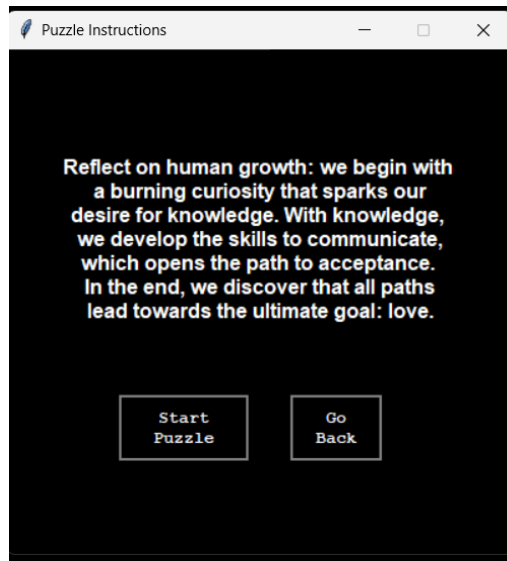 Puzzle Instructions
Reflect on human growth: we begin with
a burning curiosity that sparks our
desire for knowledge. With knowledge,
we develop the skills to communicate,
which opens the path to acceptance.
In the end, we discover that all paths
lead towards the ultimate goal: love.
Start
Puzzle
Go
Back